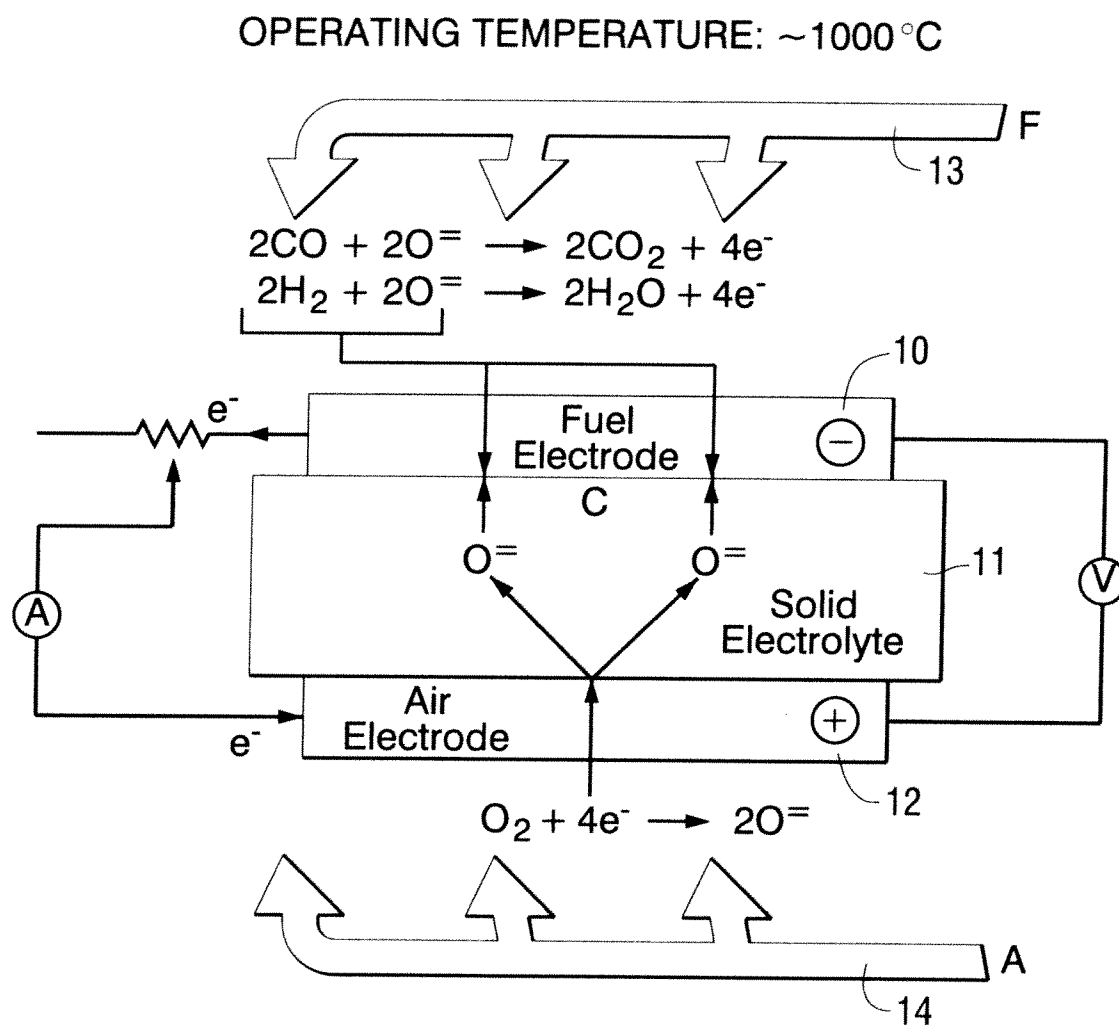 OPERATING TEMPERATURE: ~1000 °C
F
13
2CO + 2O⁼ → 2CO₂ + 4e⁻
2H₂ + 2O⁼ → 2H₂O + 4e⁻
10
e⁻
Fuel
Electrode
−
C
O⁼
O⁼
11
A
V
Solid
Electrolyte
Air
Electrode
+
e⁻
12
O₂ + 4e⁻ → 2O⁼
A
14